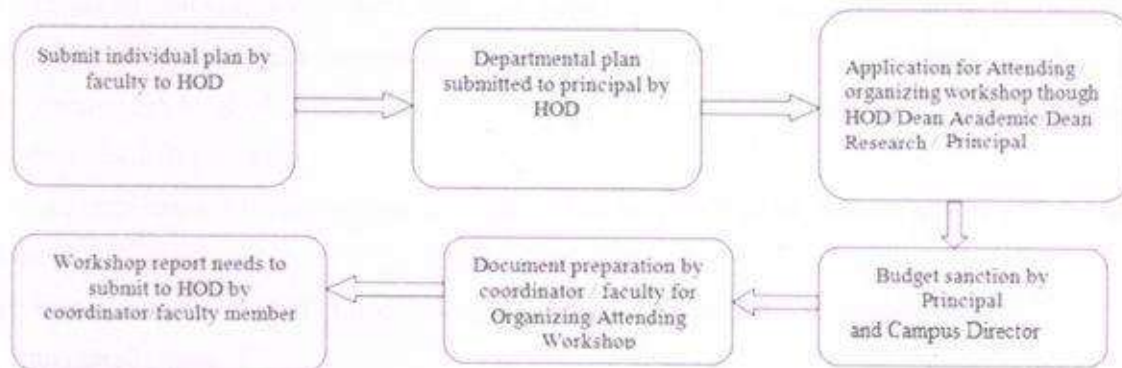 Submit individual plan by
faculty to HOD
Departmental plan
submitted to principal by
HOD
Application for Attending
organizing workshop though
HOD Dean Academic Dean
Research / Principal
Budget sanction by
Principal
and Campus Director
Document preparation by
coordinator / faculty for
Organizing Attending
Workshop
Workshop report needs to
submit to HOD by
coordinator faculty member